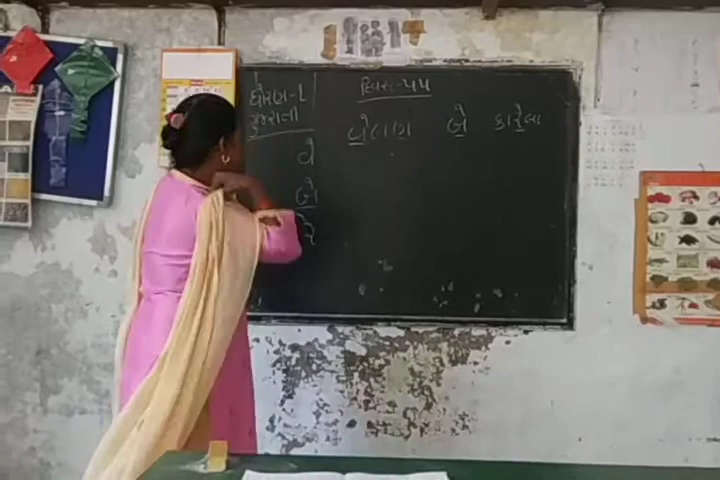 ધોરણ-૧
ગુજરાતી
દિવસ-૫૫
વેલણ બે કારેલા
વે
બે
રે